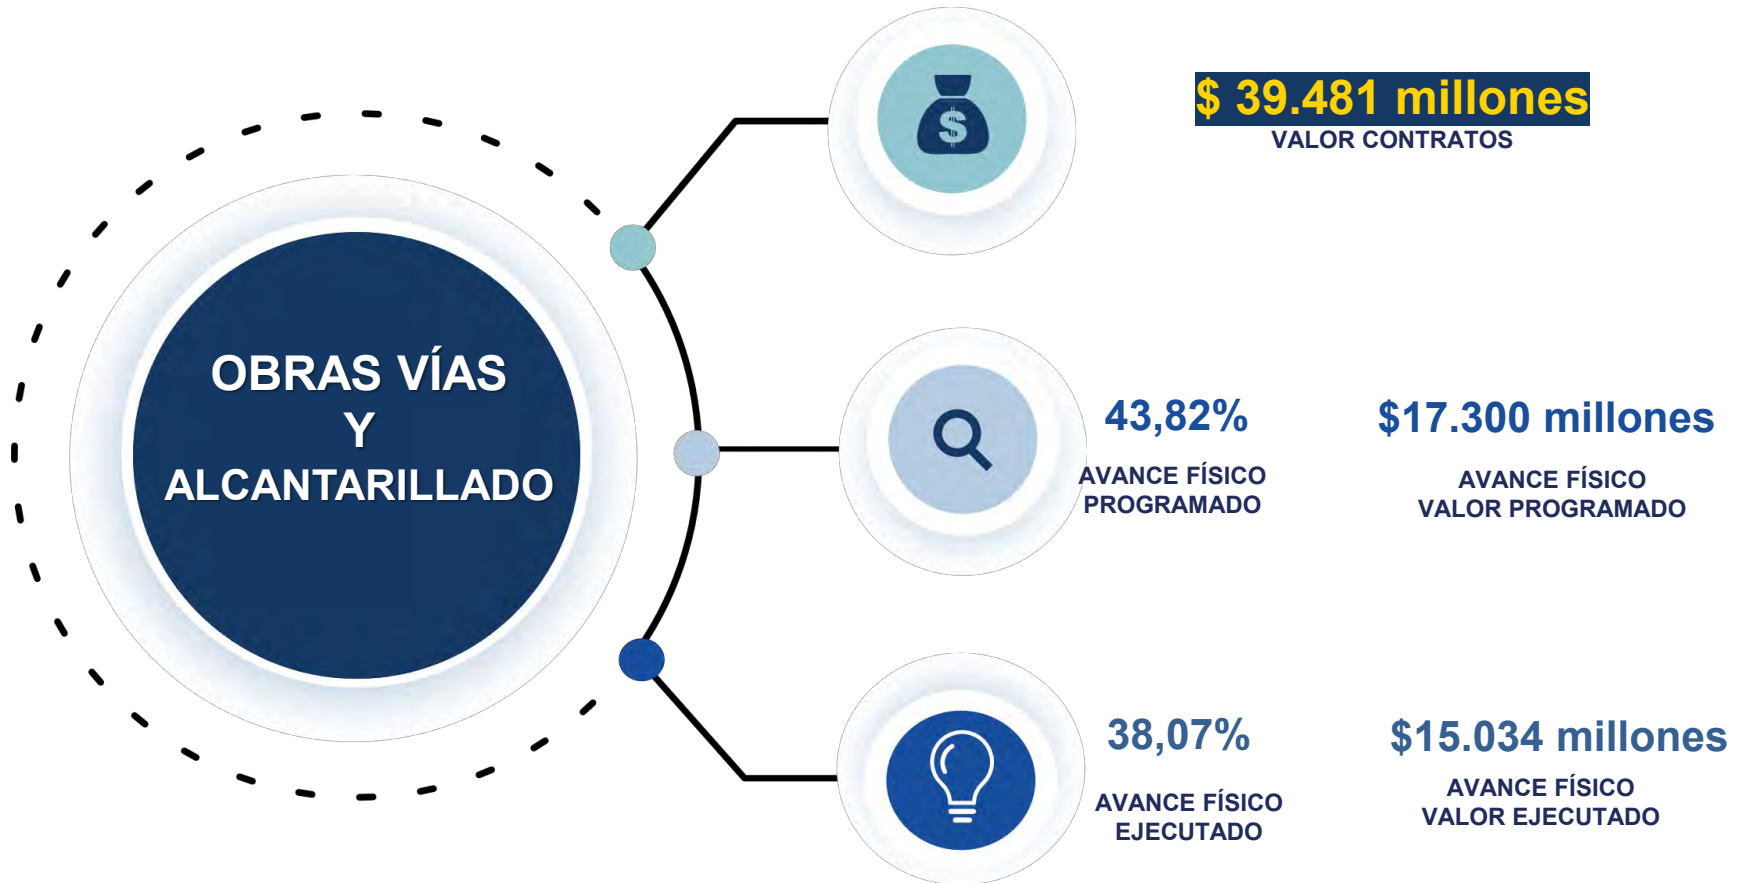 OBRAS VÍAS
Y
ALCANTARILLADO
$
$ 39.481 millones
VALOR CONTRATOS
43,82%
AVANCE FÍSICO
PROGRAMADO
$17.300 millones
AVANCE FÍSICO
VALOR PROGRAMADO
38,07%
AVANCE FÍSICO
EJECUTADO
$15.034 millones
AVANCE FÍSICO
VALOR EJECUTADO